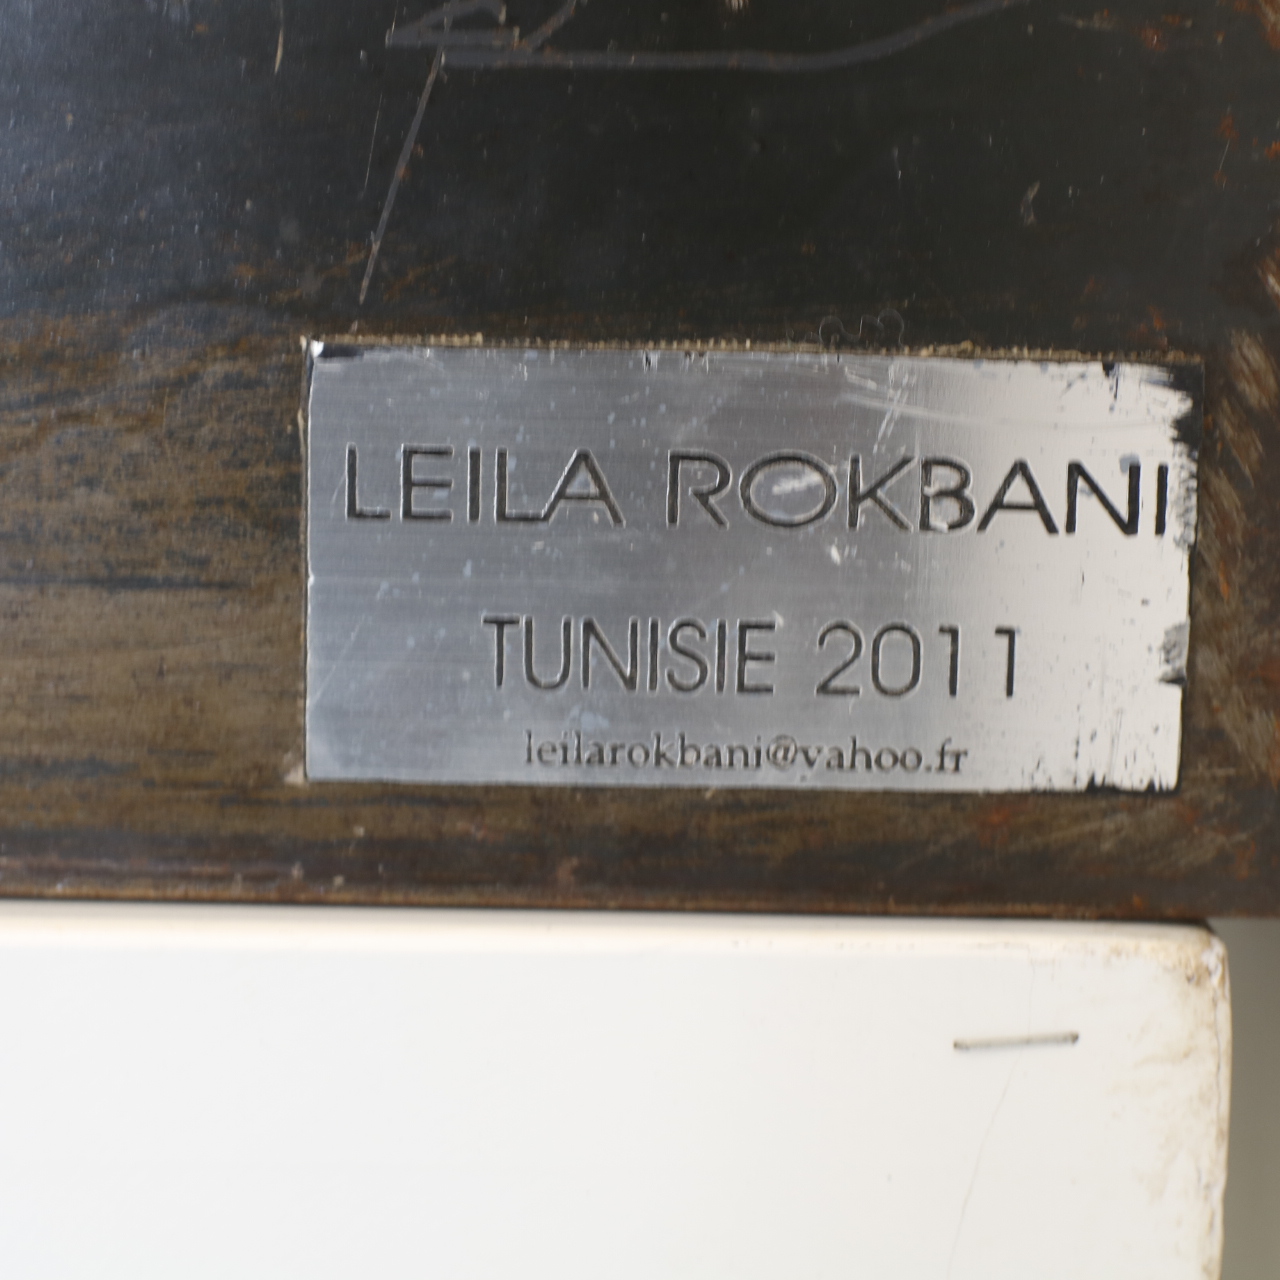 LEILA ROKBANI
TUNISIE 2011
leilarokbani@yahoo.fr